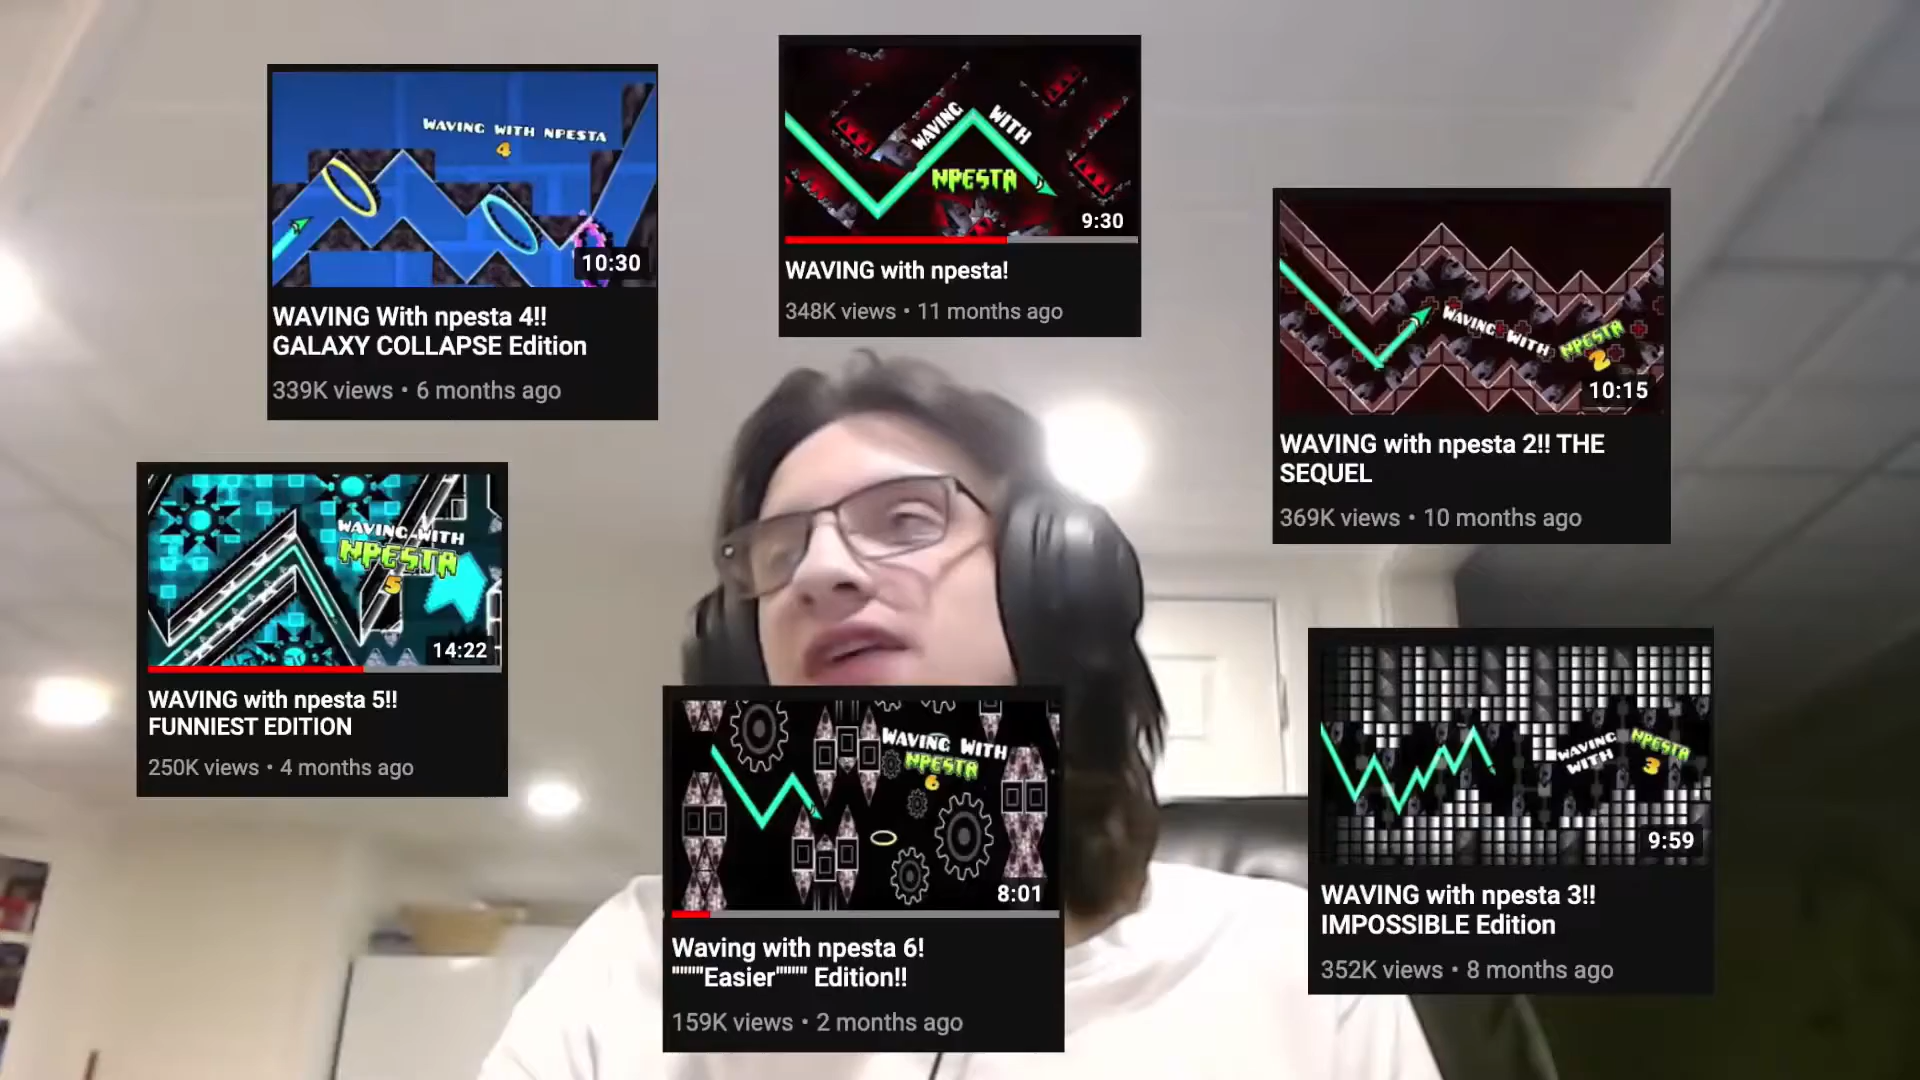 WAVING WITH NPESTA
4
10:30
WAVING With npesta 4!!
GALAXY COLLAPSE Edition
339K views • 6 months ago
WAVING WITH
NPESTA
9:30
WAVING with npesta!
348K views • 11 months ago
WAVING WITH NPESTA
2
10:15
WAVING with npesta 2!! THE
SEQUEL
369K views • 10 months ago
WAVING WITH
NPESTA
5
14:22
WAVING with npesta 5!!
FUNNIEST EDITION
250K views • 4 months ago
WAVING WITH
NPESTA
6
8:01
Waving with npesta 6!
"""""Easier""""" Edition!!
159K views • 2 months ago
WAVING
WITH
NPESTA
3
9:59
WAVING with npesta 3!!
IMPOSSIBLE Edition
352K views • 8 months ago